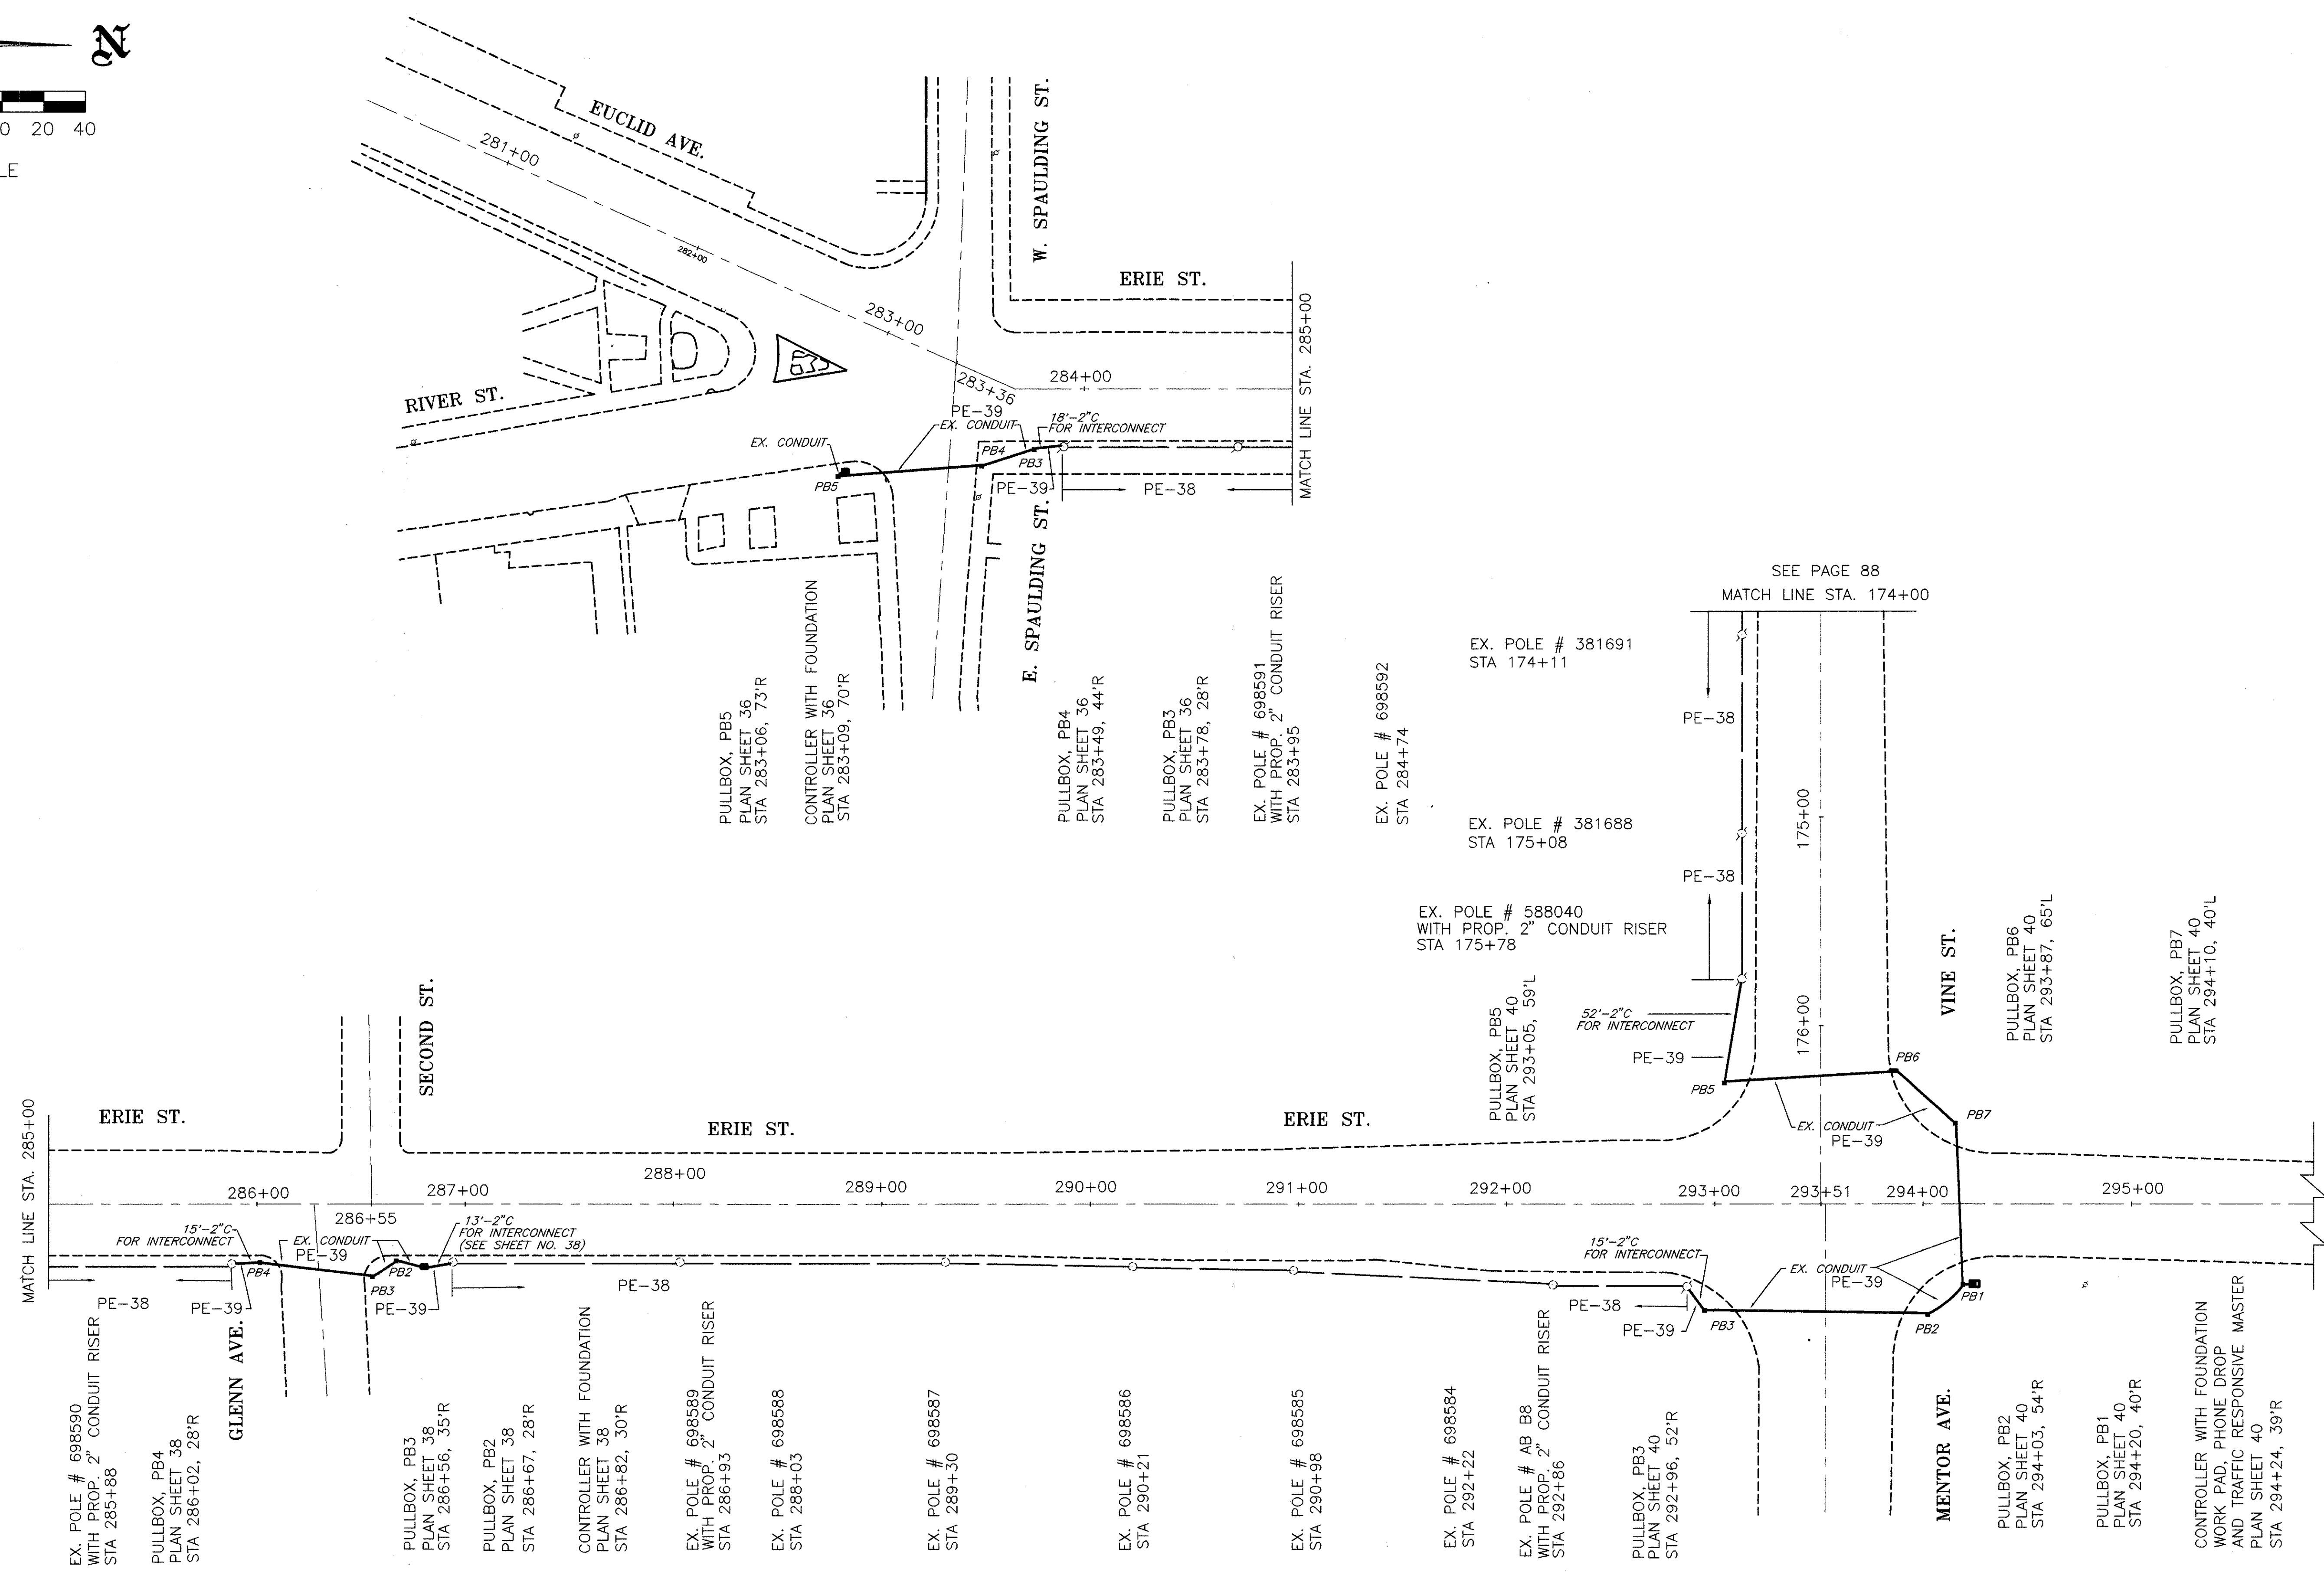 N
0 20 40
LE
EUCLID AVE.
281+00
282+00
283+00
283+36
284+00
W. SPAULDING ST.
ERIE ST.
MATCH LINE STA. 285+00
RIVER ST.
633
PE-39
EX. CONDUIT
18'-2"C
FOR INTERCONNECT
EX. CONDUIT
PB4
PB3
PB5
PE-39
PE-38
E. SPAULDING ST.
PULLBOX, PB5
PLAN SHEET 36
STA 283+06, 73'R
CONTROLLER WITH FOUNDATION
PLAN SHEET 36
STA 283+09, 70'R
PULLBOX, PB4
PLAN SHEET 36
STA 283+49, 44'R
PULLBOX, PB3
PLAN SHEET 36
STA 283+78, 28'R
EX. POLE # 698591
WITH PROP. 2" CONDUIT RISER
STA 283+95
EX. POLE # 698592
STA 284+74
SEE PAGE 88
MATCH LINE STA. 174+00
EX. POLE # 381691
STA 174+11
PE-38
175+00
EX. POLE # 381688
STA 175+08
PE-38
EX. POLE # 588040
WITH PROP. 2" CONDUIT RISER
STA 175+78
PULLBOX, PB5
PLAN SHEET 40
STA 293+05, 59'L
52'-2"C
FOR INTERCONNECT
PE-39
176+00
VINE ST.
PULLBOX, PB6
PLAN SHEET 40
STA 293+87, 65'L
PULLBOX, PB7
PLAN SHEET 40
STA 294+10, 40'L
PB5
PB6
PB7
EX. CONDUIT
PE-39
MATCH LINE STA. 285+00
ERIE ST.
SECOND ST.
ERIE ST.
ERIE ST.
286+00
286+55
287+00
288+00
289+00
290+00
291+00
292+00
293+00
293+51
294+00
295+00
15'-2"C
FOR INTERCONNECT
EX. CONDUIT
PE-39
13'-2"C
FOR INTERCONNECT
(SEE SHEET NO. 38)
PB4
PB3
PB2
PE-38
PE-39
PE-39
PE-38
15'-2"C
FOR INTERCONNECT
EX. CONDUIT
PE-39
PE-38
PE-39
PB3
PB2
PB1
GLENN AVE.
MENTOR AVE.
EX. POLE # 698590
WITH PROP. 2" CONDUIT RISER
STA 285+88
PULLBOX, PB4
PLAN SHEET 38
STA 286+02, 28'R
PULLBOX, PB3
PLAN SHEET 38
STA 286+56, 35'R
PULLBOX, PB2
PLAN SHEET 38
STA 286+67, 28'R
CONTROLLER WITH FOUNDATION
PLAN SHEET 38
STA 286+82, 30'R
EX. POLE # 698589
WITH PROP. 2" CONDUIT RISER
STA 286+93
EX. POLE # 698588
STA 288+03
EX. POLE # 698587
STA 289+30
EX. POLE # 698586
STA 290+21
EX. POLE # 698585
STA 290+98
EX. POLE # 698584
STA 292+22
EX. POLE # AB B8
WITH PROP. 2" CONDUIT RISER
STA 292+86
PULLBOX, PB3
PLAN SHEET 40
STA 292+96, 52'R
PULLBOX, PB2
PLAN SHEET 40
STA 294+03, 54'R
PULLBOX, PB1
PLAN SHEET 40
STA 294+20, 40'R
CONTROLLER WITH FOUNDATION
WORK PAD, PHONE DROP
AND TRAFFIC RESPONSIVE MASTER
PLAN SHEET 40
STA 294+24, 39'R